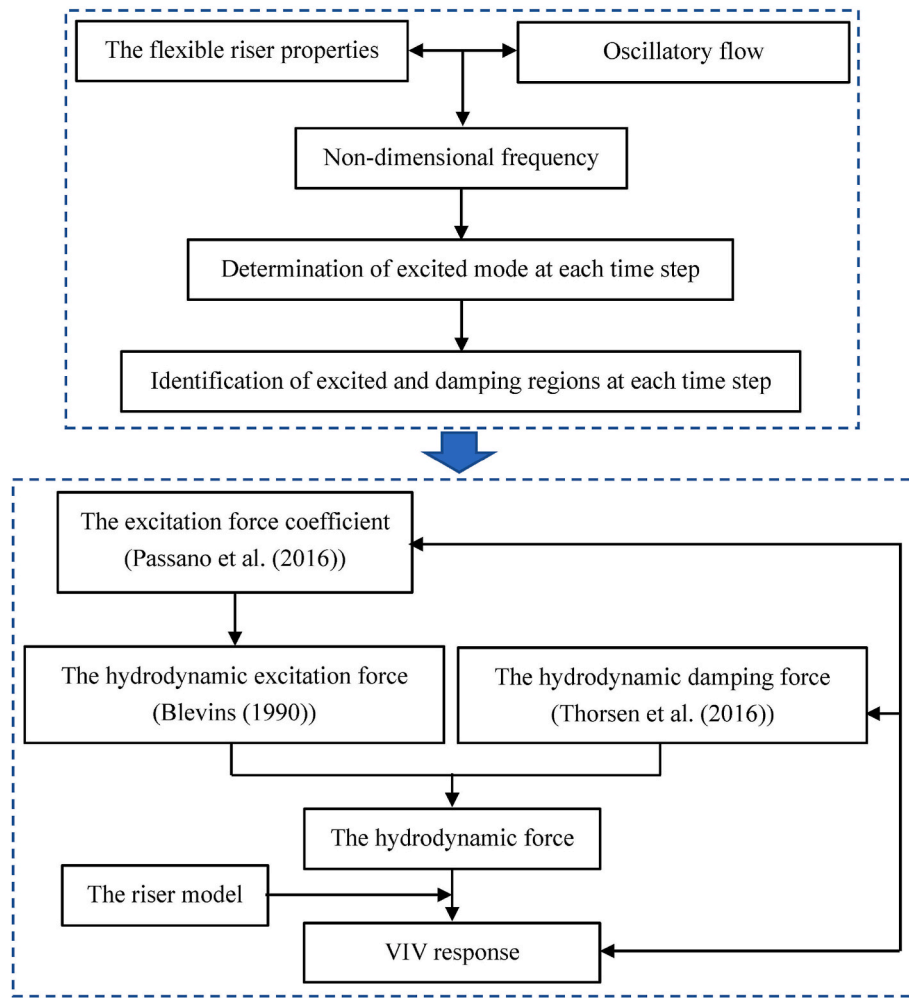 The flexible riser properties
Oscillatory flow
Non-dimensional frequency
Determination of excited mode at each time step
Identification of excited and damping regions at each time step
The excitation force coefficient
(Passano et al. (2016))
The hydrodynamic excitation force
(Blevins (1990))
The hydrodynamic damping force
(Thorsen et al. (2016))
The hydrodynamic force
The riser model
VIV response